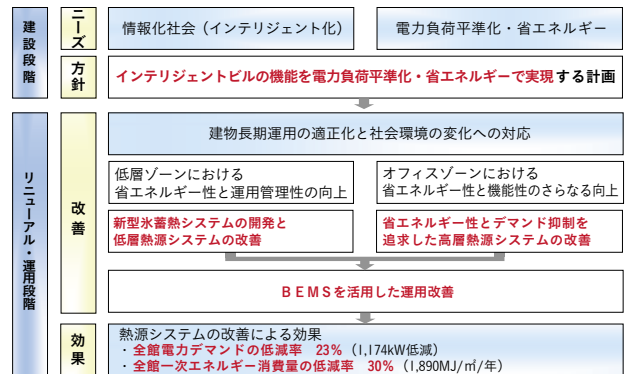 建設段階
ニーズ
情報化社会（インテリジェント化）
電力負荷平準化・省エネルギー
方針
インテリジェントビルの機能を電力負荷平準化・省エネルギーで実現する計画
リニューアル・運用段階
改善
建物長期運用の適正化と社会環境の変化への対応
低層ゾーンにおける
省エネルギー性と運用管理性の向上
オフィスゾーンにおける
省エネルギー性と機能性のさらなる向上
新型氷蓄熱システムの開発と
低層熱源システムの改善
省エネルギー性とデマンド抑制を
追求した高層熱源システムの改善
ＢＥＭＳを活用した運用改善
効果
熱源システムの改善による効果
・全館電力デマンドの低減率　23%（1,174kW低減）
・全館一次エネルギー消費量の低減率　30%（1,890MJ/㎡/年）